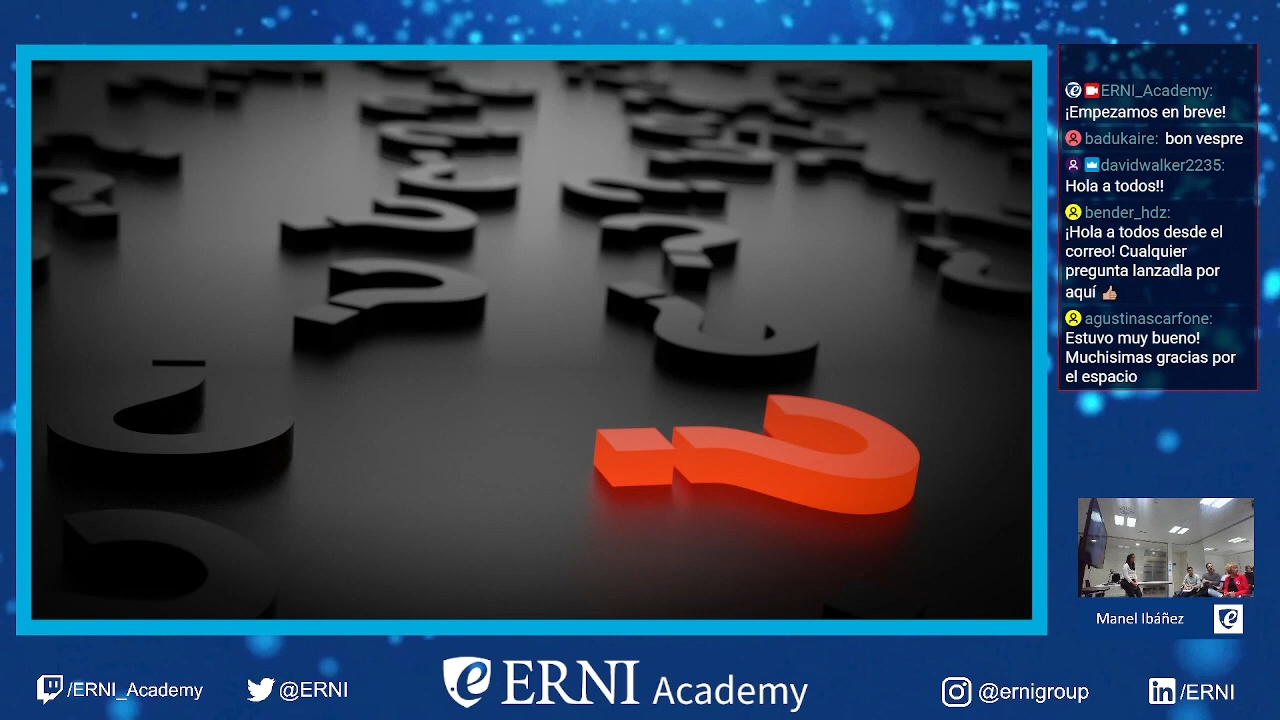 ERNI_Academy:
¡Empezamos en breve!
badukaire: bon vespre
davidwalker2235:
Hola a todos!!
bender_hdz:
¡Hola a todos desde el
correo! Cualquier
pregunta lanzadla por
aquí 👍🏼
agustinascarfone:
Estuvo muy bueno!
Muchisimas gracias por
el espacio
Manel Ibáñez
/ERNI_Academy
@ERNI
ERNI Academy
@ernigroup
/ERNI